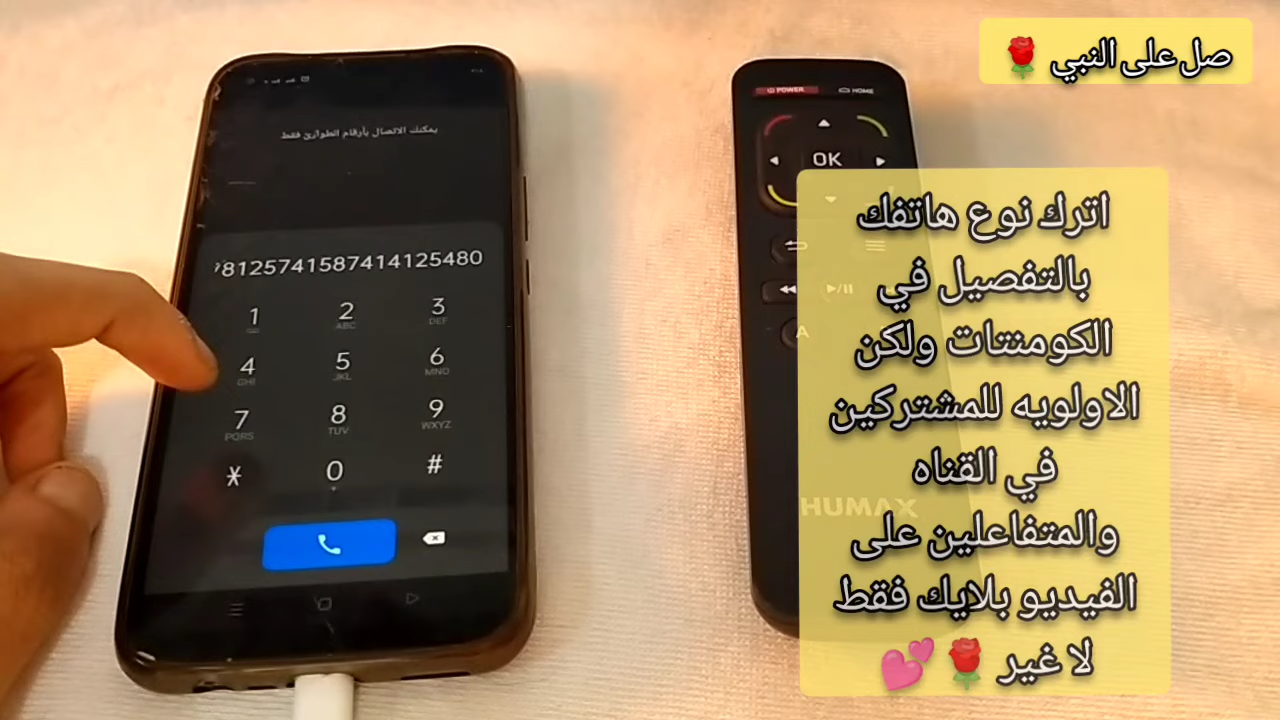 صل على النبي 🌹
يمكنك الاتصال بأرقام الطوارئ فقط
8125741587414125480
1
2 ABC
3 DEF
4 GHI
5 JKL
6 MNO
7 PQRS
8 TUV
9 WXYZ
*
0
+
#
POWER
HOME
OK
A
HUMAX
اترك نوع هاتفك
بالتفصيل في
الكومنتات ولكن
الاولويه للمشتركين
في القناه
والمتفاعلين على
الفيديو بلايك فقط
لا غير 🌹 💕